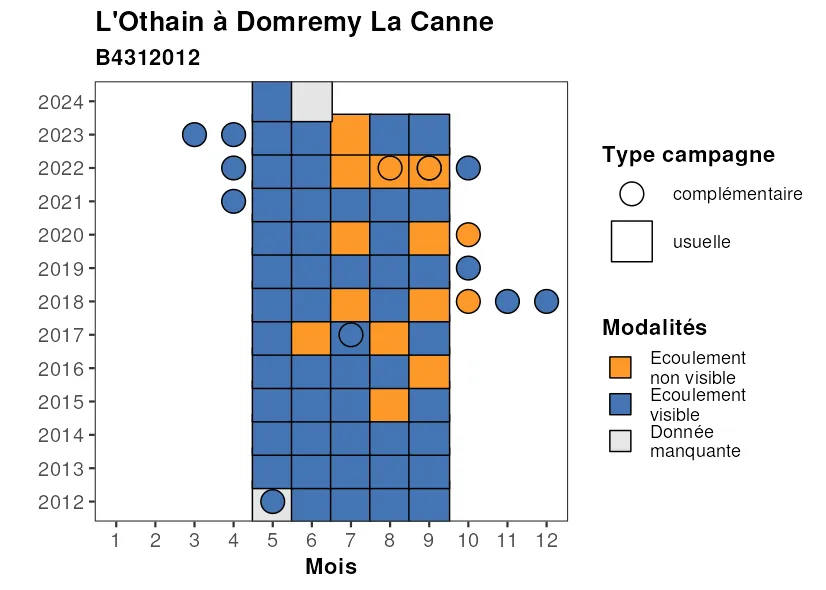 L'Othain à Domremy La Canne
B4312012
2024
2023
2022
2021
2020
2019
2018
2017
2016
2015
2014
2013
2012
1 2 3 4 5 6 7 8 9 10 11 12
Mois
Type campagne
complémentaire
usuelle
Modalités
Ecoulement
non visible
Ecoulement
visible
Donnée
manquante